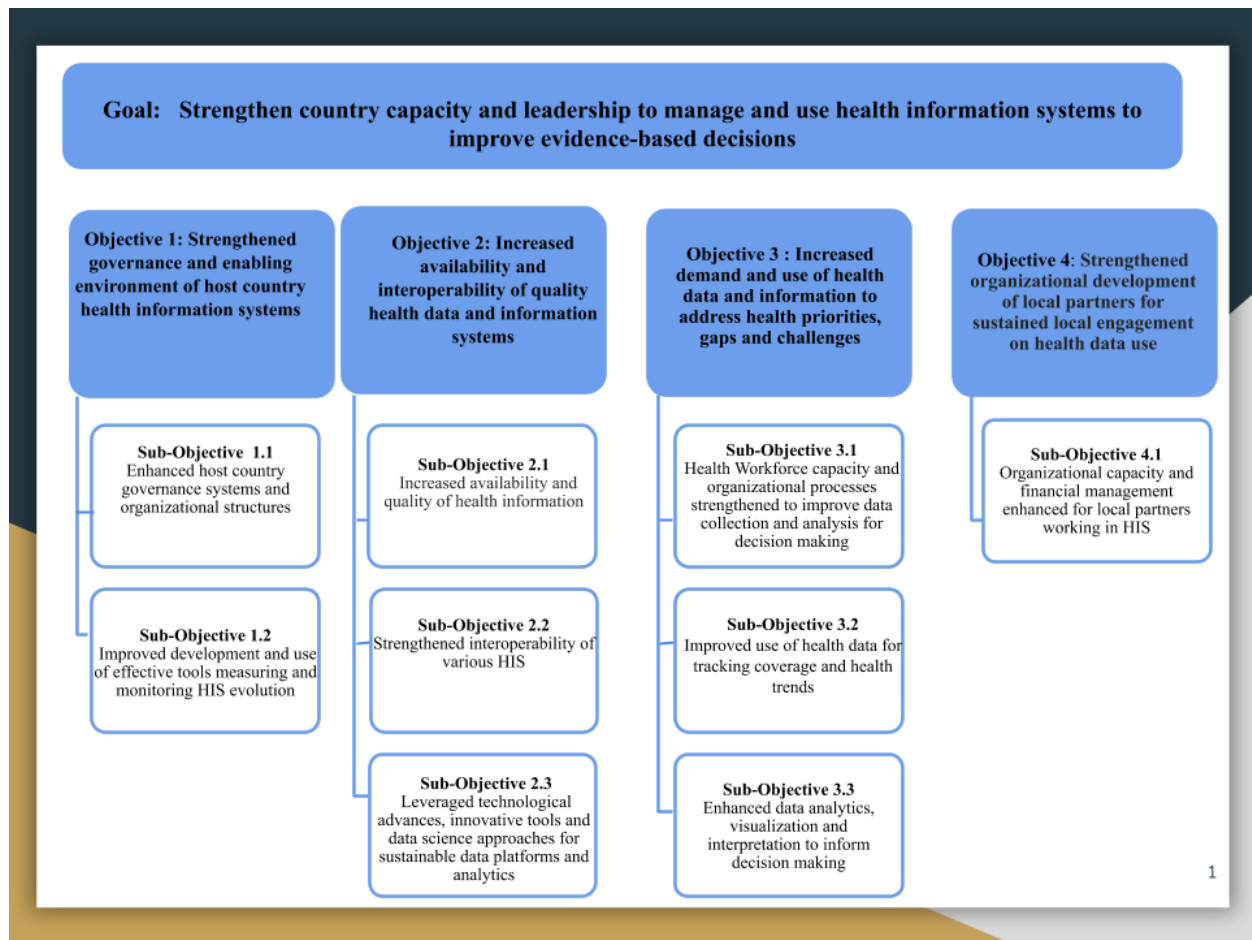 Goal:   Strengthen country capacity and leadership to manage and use health information systems to
improve evidence-based decisions
Objective 1: Strengthened
governance and enabling
environment of host country
health information systems
Sub-Objective  1.1
Enhanced host country
governance systems and
organizational structures
Sub-Objective 1.2
Improved development and use
of effective tools measuring and
monitoring HIS evolution
Objective 2: Increased
availability and
interoperability of quality
health data and information
systems
Sub-Objective 2.1
Increased availability and
quality of health information
Sub-Objective 2.2
Strengthened interoperability of
various HIS
Sub-Objective 2.3
Leveraged technological
advances, innovative tools and
data science approaches for
sustainable data platforms and
analytics
Objective 3 : Increased
demand and use of health
data and information to
address health priorities,
gaps and challenges
Sub-Objective 3.1
Health Workforce capacity and
organizational processes
strengthened to improve data
collection and analysis for
decision making
Sub-Objective 3.2
Improved use of health data for
tracking coverage and health
trends
Sub-Objective 3.3
Enhanced data analytics,
visualization and
interpretation to inform
decision making
Objective 4: Strengthened
organizational development
of local partners for
sustained local engagement
on health data use
Sub-Objective 4.1
Organizational capacity and
financial management
enhanced for local partners
working in HIS
1